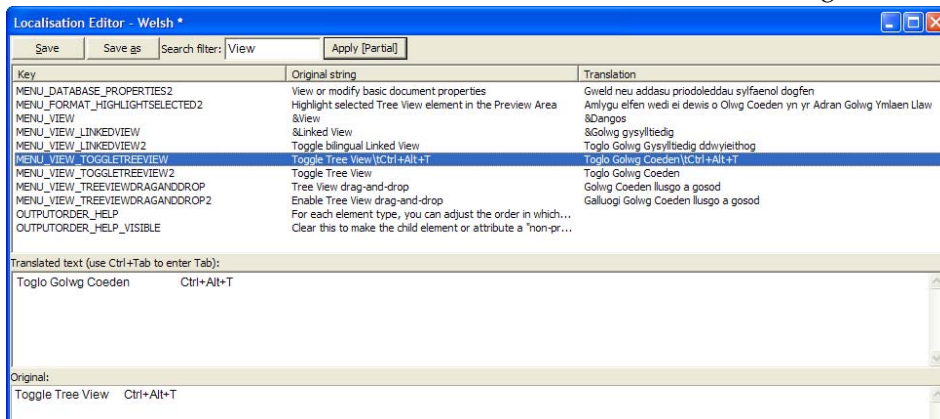 Localisation Editor - Welsh *
Save Save as Search filter: View Apply [Partial]
Key Original string Translation
MENU_DATABASE_PROPERTIES2 View or modify basic document properties Gweld neu addasu priodoleddau sylfaenol dogfen
MENU_FORMAT_HIGHLIGHTSELECTED2 Highlight selected Tree View element in the Preview Area Amlygu elfen wedi ei dewis o Olwg Coeden yn yr Adran Golwg Ymlaen Llaw
MENU_VIEW &View &Dangos
MENU_VIEW_LINKEDVIEW &Linked View &Golwg gysylltiedig
MENU_VIEW_LINKEDVIEW2 Toggle bilingual Linked View Toglo Golwg Gysylltiedig ddwyieithog
MENU_VIEW_TOGGLETREEVIEW Toggle Tree View\tCtrl+Alt+T Toglo Golwg Coeden\tCtrl+Alt+T
MENU_VIEW_TOGGLETREEVIEW2 Toggle Tree View Toglo Golwg Coeden
MENU_VIEW_TREEVIEWDRAGANDDROP Tree View drag-and-drop Golwg Coeden llusgo a gosod
MENU_VIEW_TREEVIEWDRAGANDDROP2 Enable Tree View drag-and-drop Galluogi Golwg Coeden llusgo a gosod
OUTPUTORDER_HELP For each element type, you can adjust the order in which...
OUTPUTORDER_HELP_VISIBLE Clear this to make the child element or attribute a "non-pr...
Translated text (use Ctrl+Tab to enter Tab):
Toglo Golwg Coeden Ctrl+Alt+T
Original:
Toggle Tree View Ctrl+Alt+T